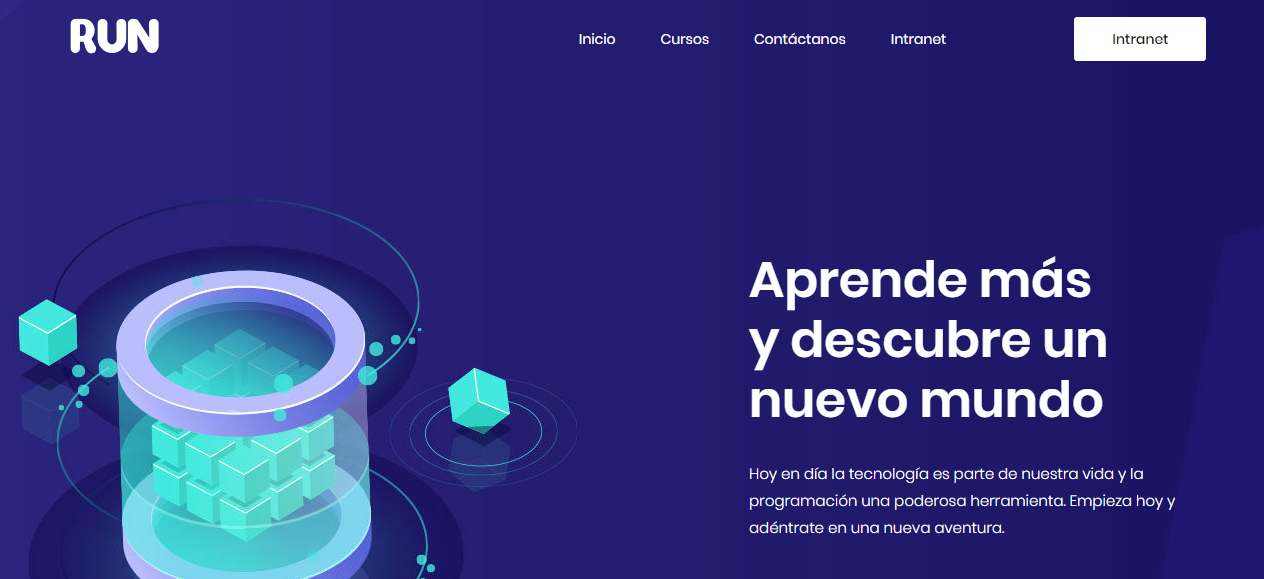 RUN
Inicio Cursos Contáctanos Intranet Intranet
Aprende más
y descubre un
nuevo mundo
Hoy en día la tecnología es parte de nuestra vida y la
programación una poderosa herramienta. Empieza hoy y
adéntrate en una nueva aventura.